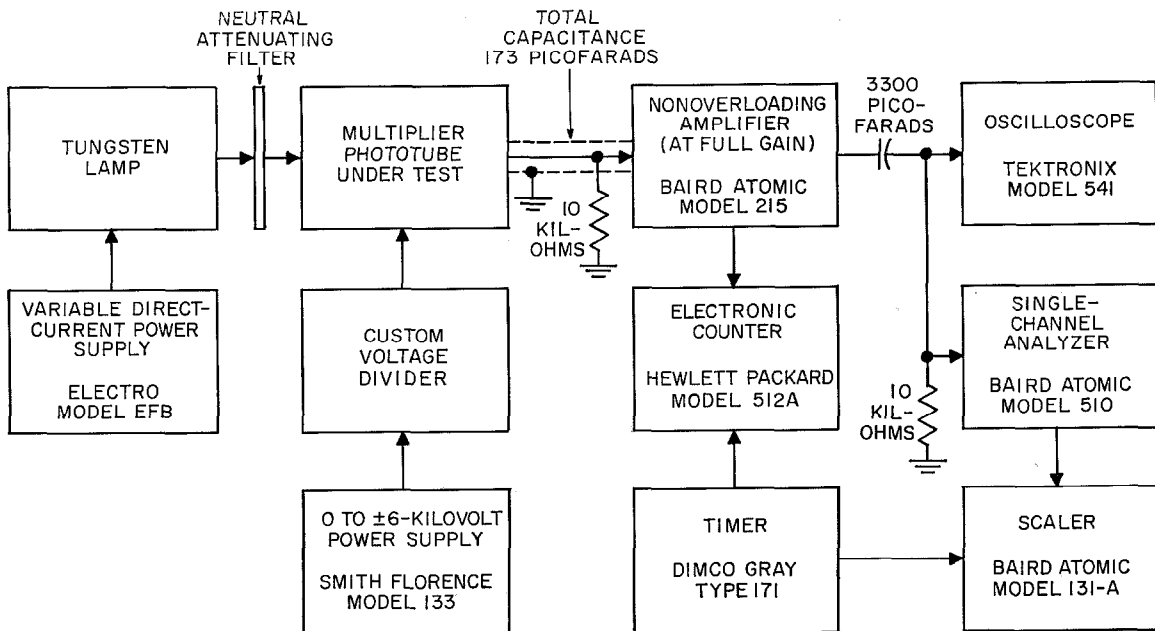 NEUTRAL
ATTENUATING
FILTER
TOTAL
CAPACITANCE
173 PICOFARADS
TUNGSTEN
LAMP
MULTIPLIER
PHOTOTUBE
UNDER TEST
NONOVERLOADING
AMPLIFIER
(AT FULL GAIN)
BAIRD ATOMIC
MODEL 215
3300
PICO-
FARADS
OSCILLOSCOPE
TEKTRONIX
MODEL 541
10
KIL-
OHMS
VARIABLE DIRECT-
CURRENT POWER
SUPPLY
ELECTRO
MODEL EFB
CUSTOM
VOLTAGE
DIVIDER
ELECTRONIC
COUNTER
HEWLETT PACKARD
MODEL 512A
10
KIL-
OHMS
SINGLE-
CHANNEL
ANALYZER
BAIRD ATOMIC
MODEL 510
0 TO ±6-KILOVOLT
POWER SUPPLY
SMITH FLORENCE
MODEL 133
TIMER
DIMCO GRAY
TYPE 171
SCALER
BAIRD ATOMIC
MODEL 131-A